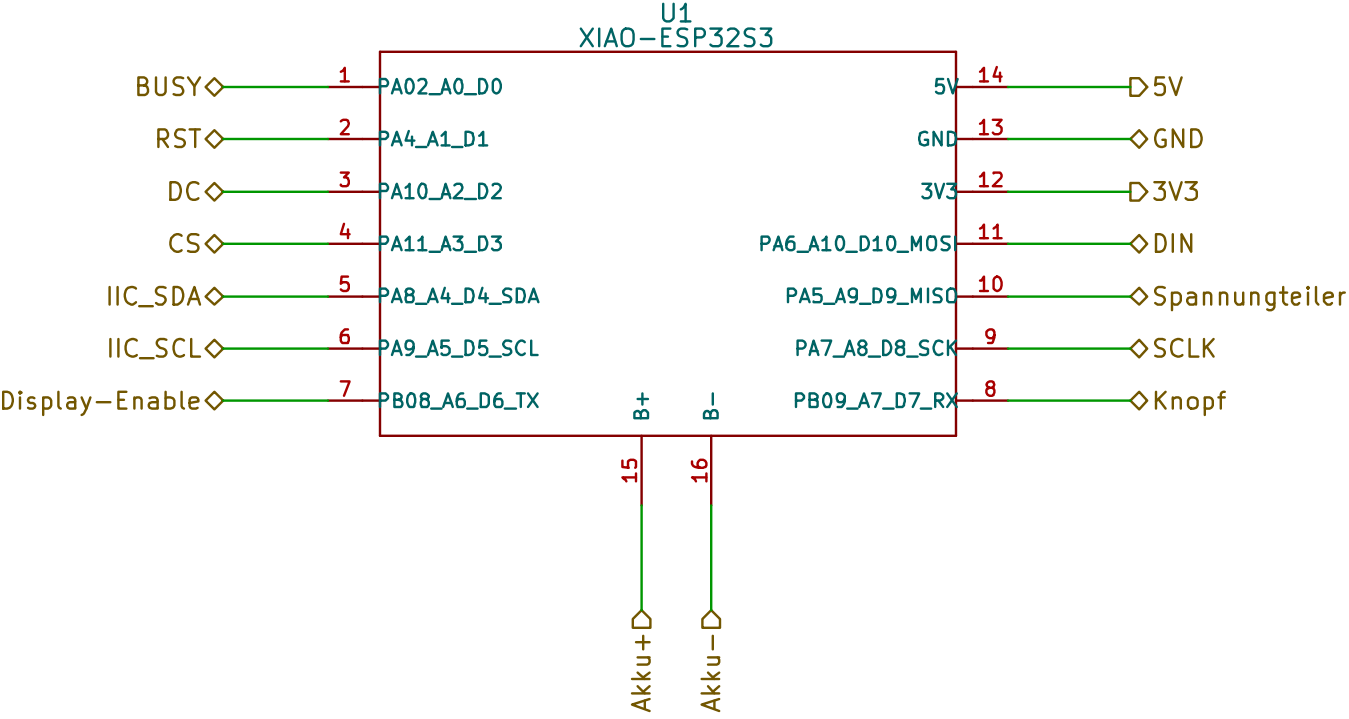 U1
XIAO-ESP32S3
BUSY 1 PA02_A0_D0 5V 14 5V
RST 2 PA4_A1_D1 GND 13 GND
DC 3 PA10_A2_D2 3V3 12 3V3
CS 4 PA11_A3_D3 PA6_A10_D10_MOSI 11 DIN
IIC_SDA 5 PA8_A4_D4_SDA PA5_A9_D9_MISO 10 Spannungteiler
IIC_SCL 6 PA9_A5_D5_SCL PA7_A8_D8_SCK 9 SCLK
Display-Enable 7 PB08_A6_D6_TX PB09_A7_D7_RX 8 Knopf
B+ B-
15 16
Akku+ Akku-